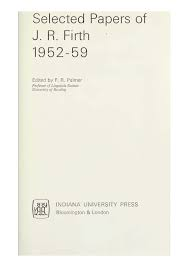 Selected Papers of
J. R. Firth
1952-59
Edited by F. R. Palmer
Professor of Linguistic Science
University of Reading
INDIANA UNIVERSITY PRESS
Bloomington & London